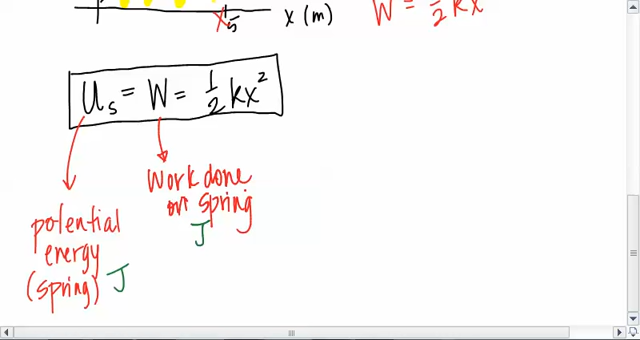 x (m)
W = 1/2 kx
Us = W = 1/2 kx²
Work done
on spring
J
potential
energy
(spring) J